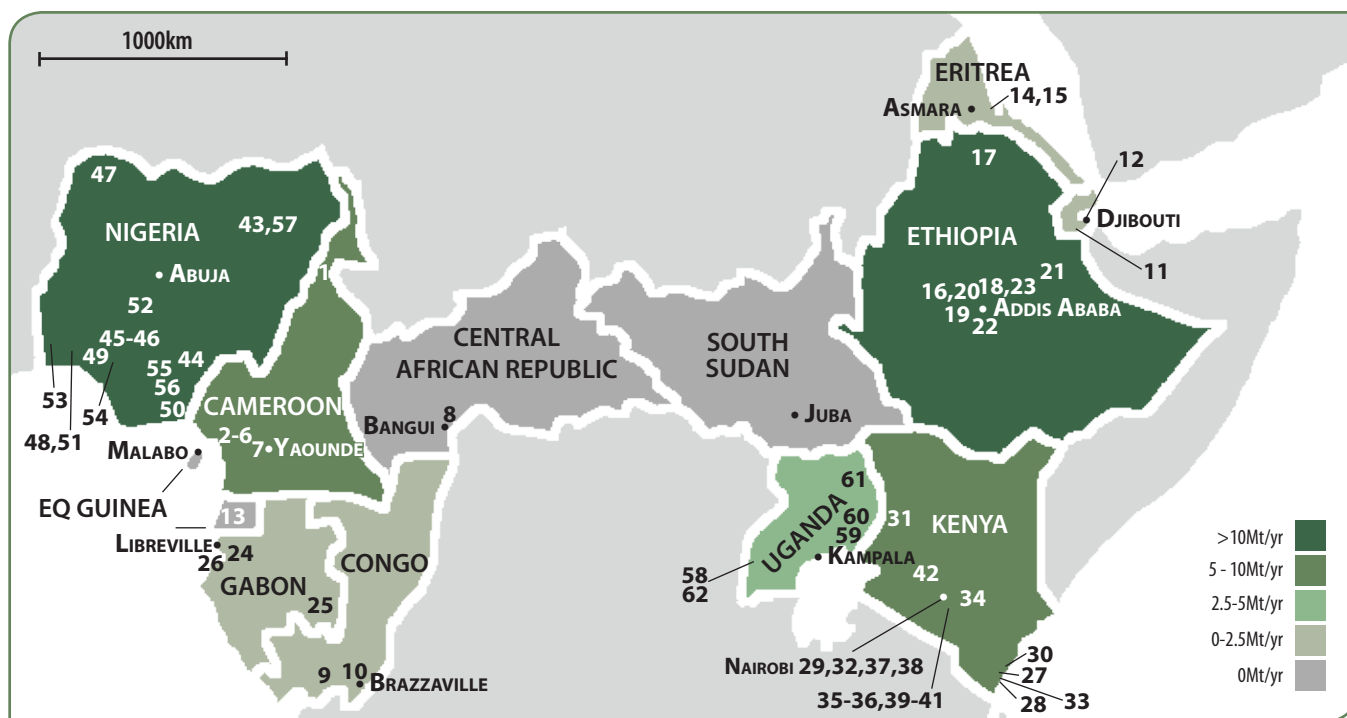 1000km
ERITREA
14,15
ASMARA
17
12
47
DJIBOUTI
NIGERIA
43,57
ETHIOPIA
ABUJA
1
11
21
16,20
18,23
52
19
ADDIS ABABA
22
45-46
CENTRAL
AFRICAN REPUBLIC
SOUTH
SUDAN
49
55
44
56
53
54
50
CAMEROON
BANGUI
8
JUBA
48,51
2-6
7
YAOUNDE
MALABO
61
EQ GUINEA
13
UGANDA
60
31
KENYA
59
LIBREVILLE
24
26
CONGO
KAMPALA
>10Mt/yr
GABON
58
62
42
5 - 10Mt/yr
25
34
2.5-5Mt/yr
0-2.5Mt/yr
30
NAIROBI 29,32,37,38
27
0Mt/yr
9
10
BRAZZAVILLE
35-36,39-41
28
33